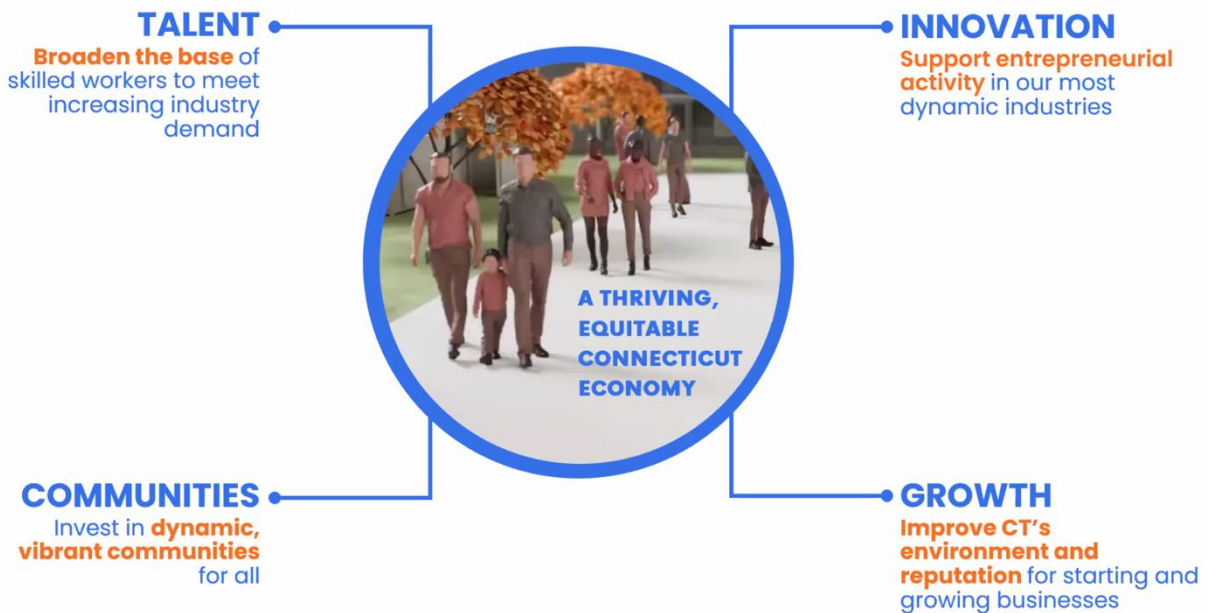 TALENT
Broaden the base of
skilled workers to meet
increasing industry
demand
INNOVATION
Support entrepreneurial
activity in our most
dynamic industries
A THRIVING,
EQUITABLE
CONNECTICUT
ECONOMY
COMMUNITIES
Invest in dynamic,
vibrant communities
for all
GROWTH
Improve CT's
environment and
reputation for starting and
growing businesses